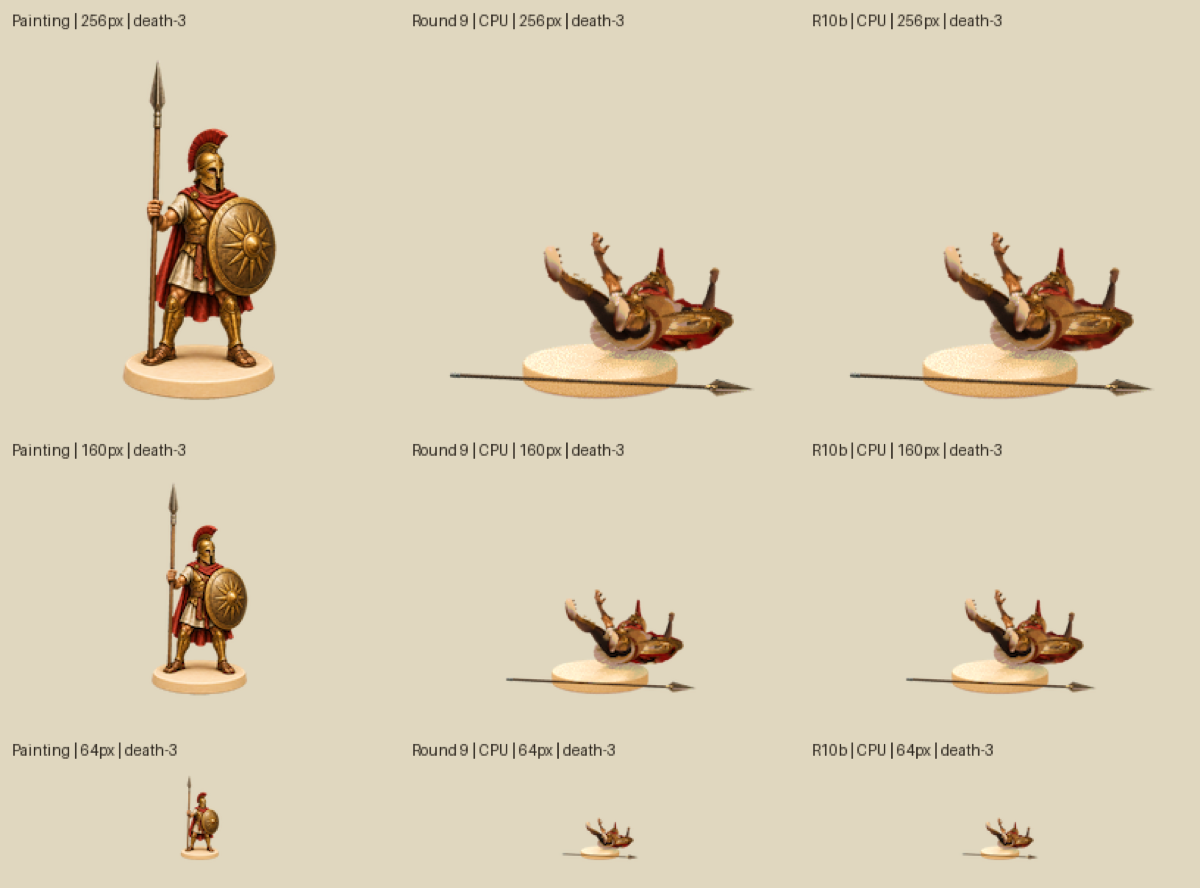 Painting | 256px | death-3
Round 9 | CPU | 256px | death-3
R10b | CPU | 256px | death-3
Painting | 160px | death-3
Round 9 | CPU | 160px | death-3
R10b | CPU | 160px | death-3
Painting | 64px | death-3
Round 9 | CPU | 64px | death-3
R10b | CPU | 64px | death-3